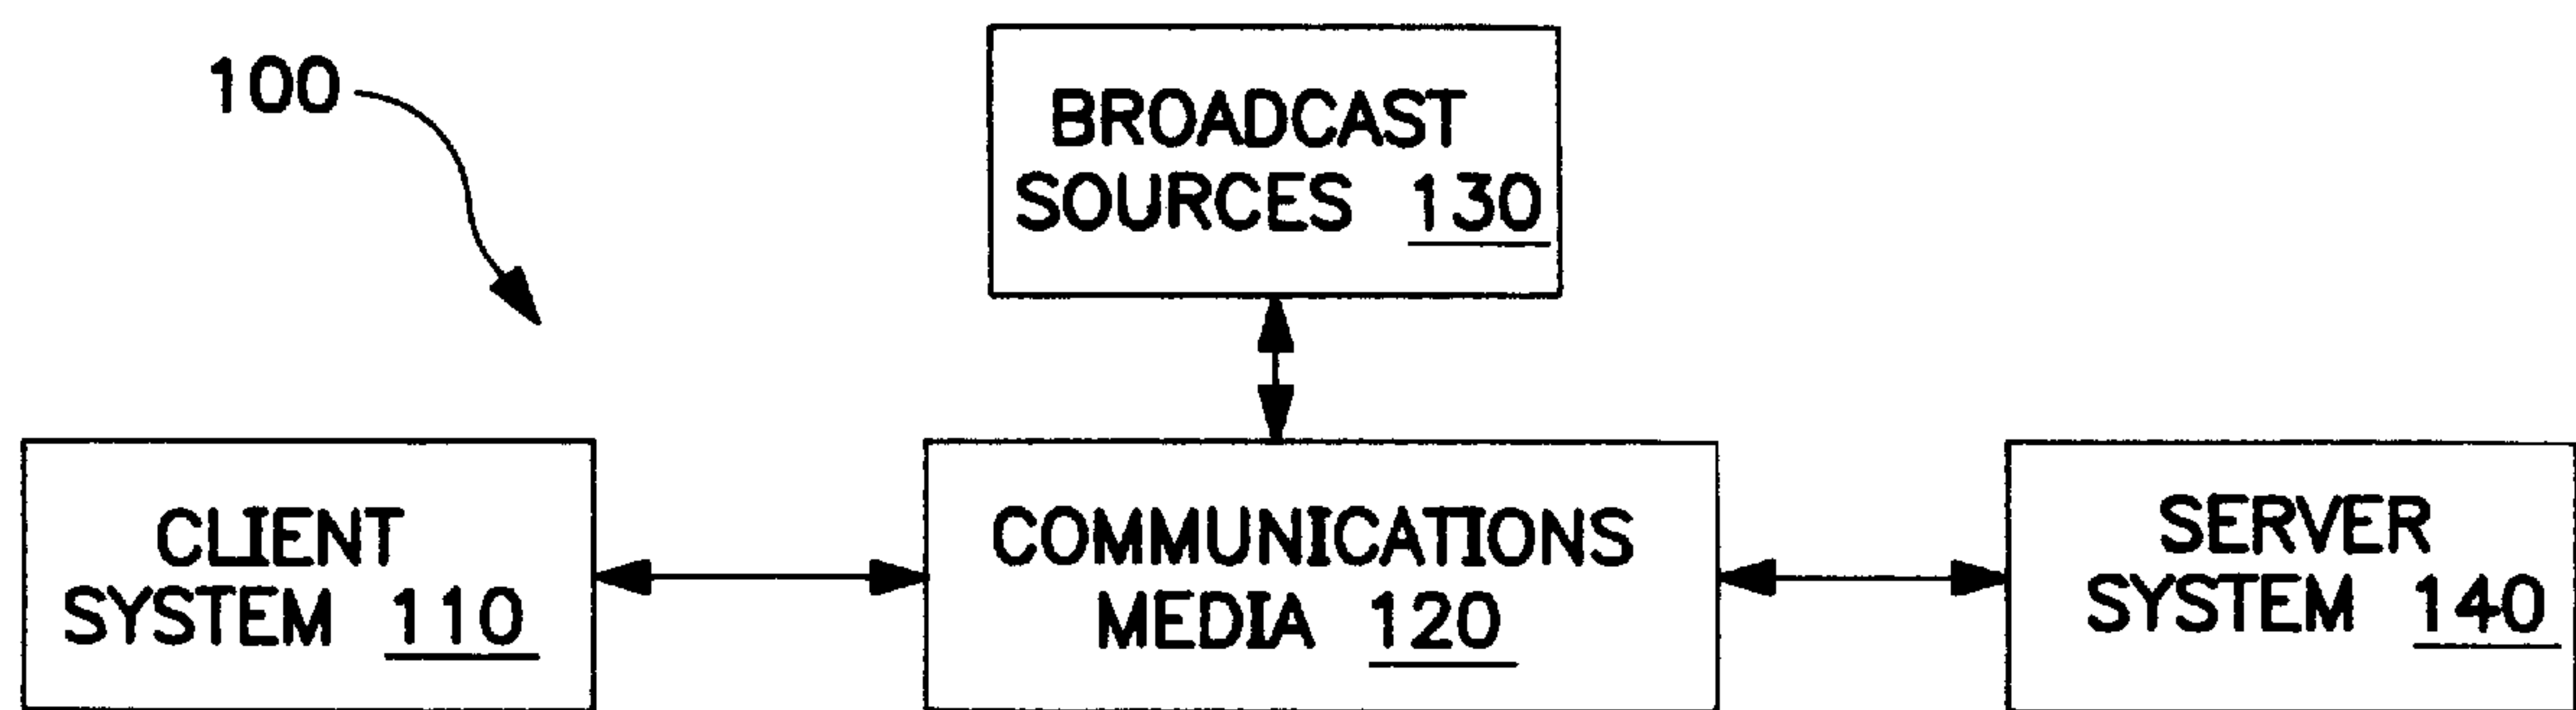 100
BROADCAST
SOURCES 130
CLIENT
SYSTEM 110
COMMUNICATIONS
MEDIA 120
SERVER
SYSTEM 140